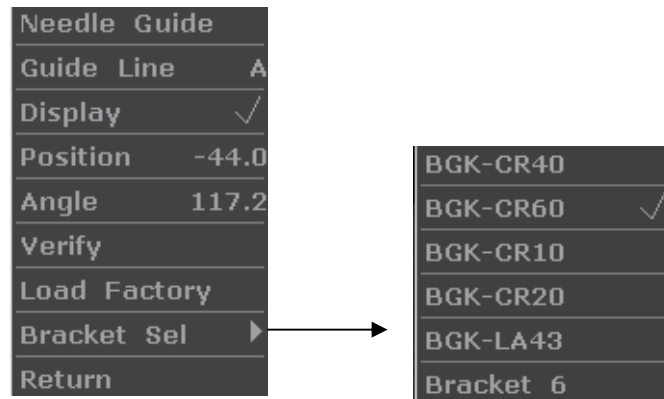 Needle Guide
Guide Line A
Display
Position -44.0
Angle 117.2
Verify
Load Factory
Bracket Sel
Return
BGK-CR40
BGK-CR60
BGK-CR10
BGK-CR20
BGK-LA43
Bracket 6